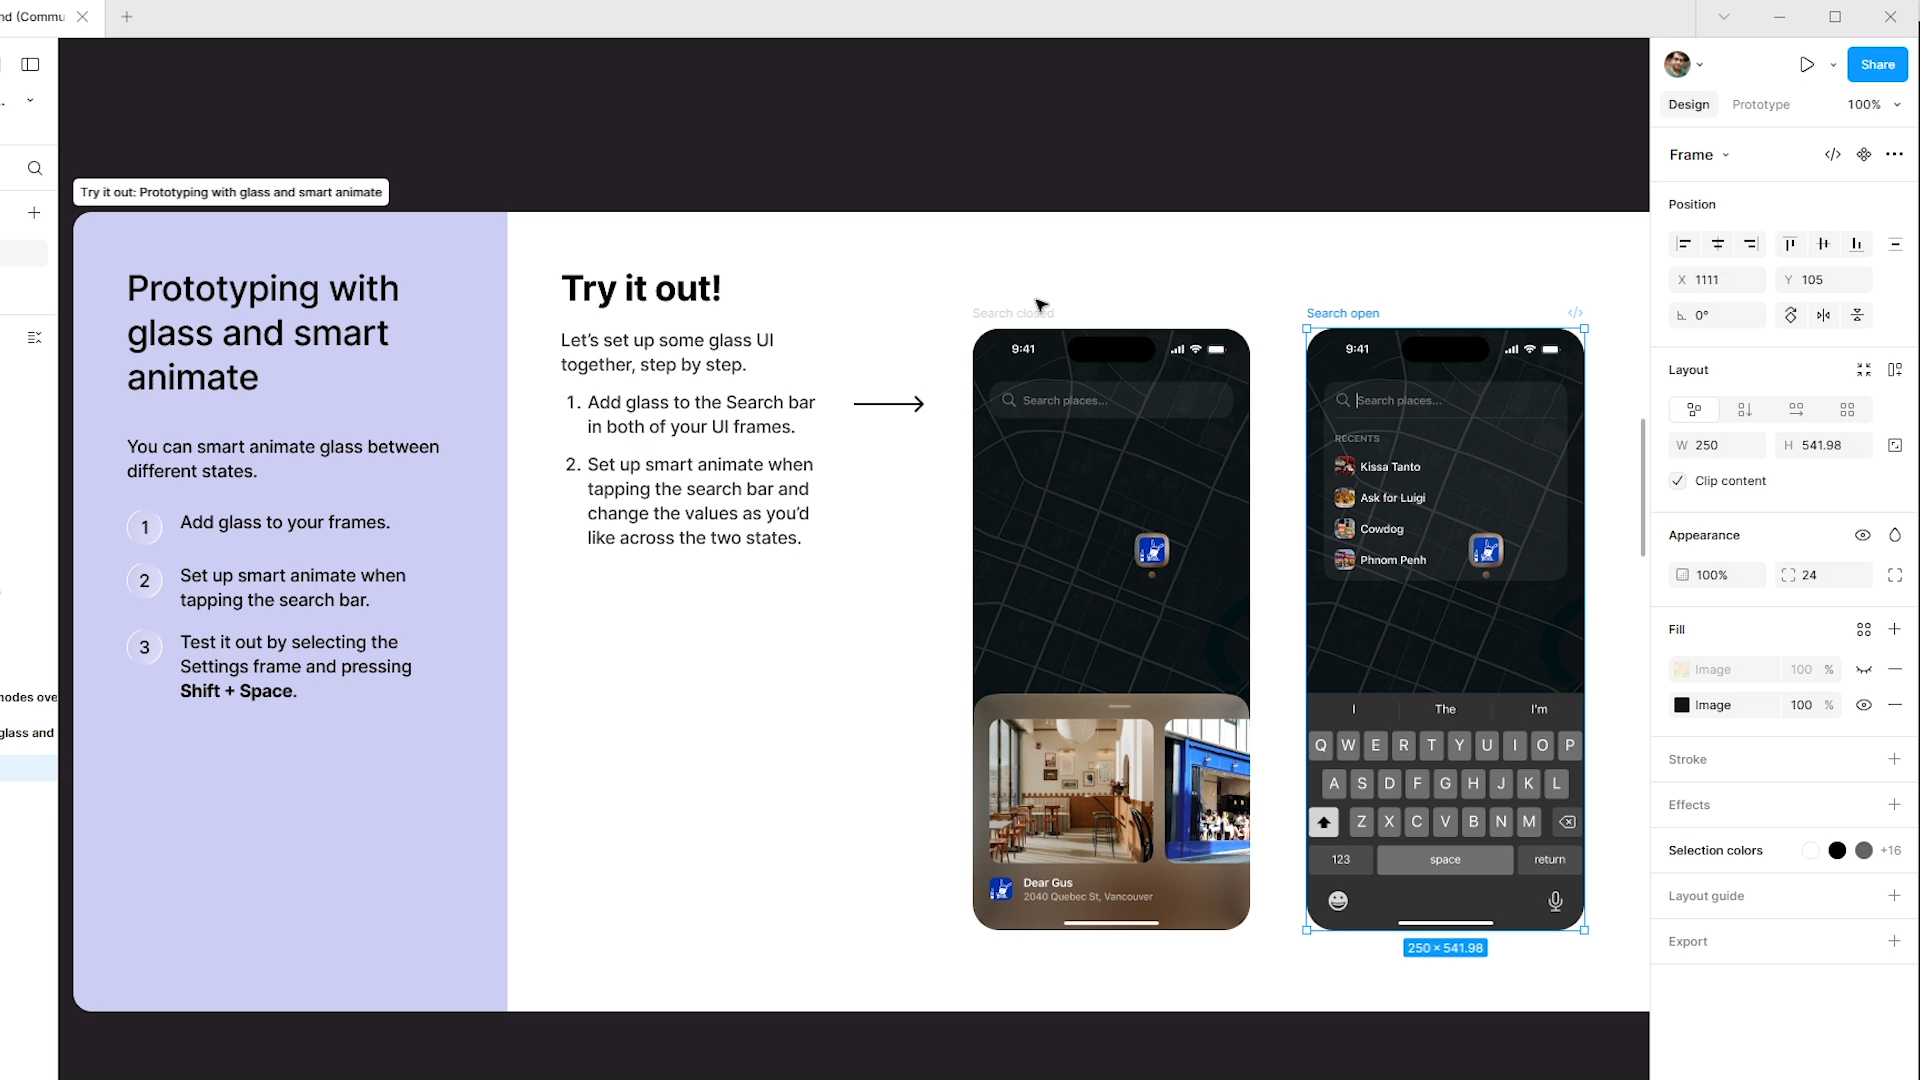 nd (Commu
Share
Design
Prototype
100%
Frame
Try it out: Prototyping with glass and smart animate
Position
X 1111
Y 105
0°
Layout
W 250
H 541.98
Clip content
Appearance
100%
24
Fill
Image 100 %
Image 100 %
Stroke
Effects
Selection colors
+16
Layout guide
Export
nodes ove
glass and
Prototyping with
glass and smart
animate
You can smart animate glass between
different states.
1 Add glass to your frames.
2 Set up smart animate when
tapping the search bar.
3 Test it out by selecting the
Settings frame and pressing
Shift + Space.
Try it out!
Let's set up some glass UI
together, step by step.
1. Add glass to the Search bar
in both of your UI frames.
2. Set up smart animate when
tapping the search bar and
change the values as you'd
like across the two states.
Search closed
9:41
Search places...
Dear Gus
2040 Quebec St, Vancouver
Search open
9:41
Search places...
RECENTS
Kissa Tanto
Ask for Luigi
Cowdog
Phnom Penh
I The I'm
Q W E R T Y U I O P
A S D F G H J K L
Z X C V B N M
123 space return
250 × 541.98